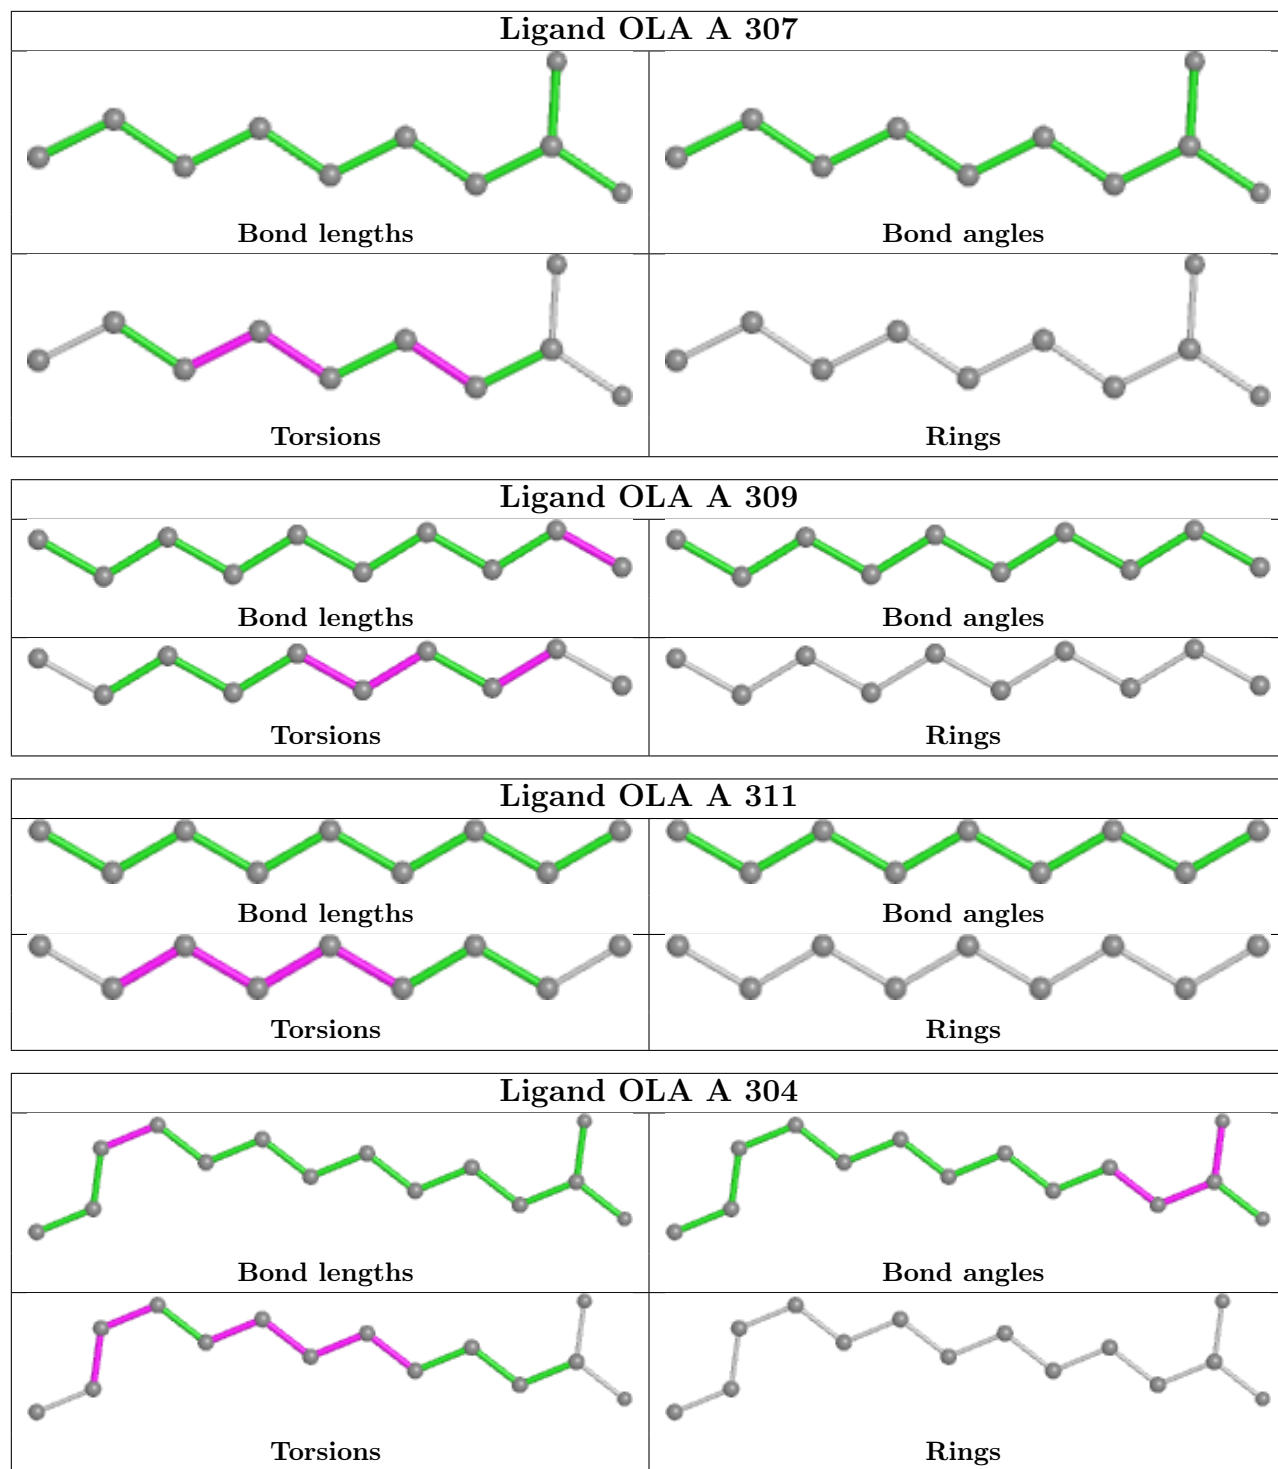 Ligand OLA A 307
Bond lengths Bond angles
Torsions Rings
Ligand OLA A 309
Bond lengths Bond angles
Torsions Rings
Ligand OLA A 311
Bond lengths Bond angles
Torsions Rings
Ligand OLA A 304
Bond lengths Bond angles
Torsions Rings